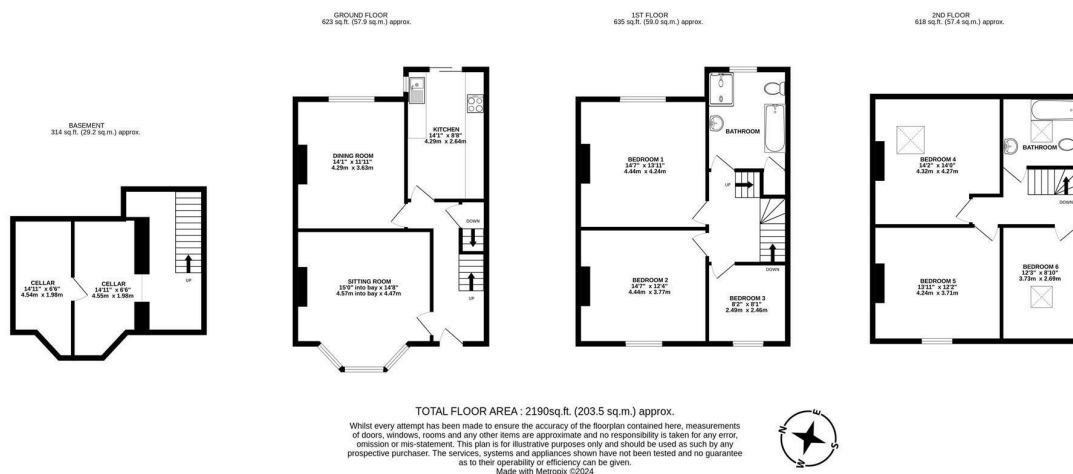 BASEMENT
314 sq.ft. (29.2 sq.m.) approx.
CELLAR
14'11" x 6'6"
4.54m x 1.98m
CELLAR
14'11" x 6'6"
4.55m x 1.98m
UP
GROUND FLOOR
623 sq.ft. (57.9 sq.m.) approx.
KITCHEN
14'1" x 8'8"
4.29m x 2.64m
DINING ROOM
14'1" x 11'11"
4.29m x 3.63m
DOWN
SITTING ROOM
15'0" into bay x 14'8"
4.57m into bay x 4.47m
UP
1ST FLOOR
635 sq.ft. (59.0 sq.m.) approx.
BATHROOM
BEDROOM 1
14'7" x 13'11"
4.44m x 4.24m
UP
BEDROOM 2
14'7" x 12'4"
4.44m x 3.77m
DOWN
BEDROOM 3
8'2" x 8'1"
2.49m x 2.46m
2ND FLOOR
618 sq.ft. (57.4 sq.m.) approx.
BATHROOM
BEDROOM 4
14'2" x 14'0"
4.32m x 4.27m
DOWN
BEDROOM 5
13'11" x 12'2"
4.24m x 3.71m
BEDROOM 6
12'3" x 8'10"
3.73m x 2.69m
TOTAL FLOOR AREA : 2190sq.ft. (203.5 sq.m.) approx.
Whilst every attempt has been made to ensure the accuracy of the floorplan contained here, measurements
of doors, windows, rooms and any other items are approximate and no responsibility is taken for any error,
omission or mis-statement. This plan is for illustrative purposes only and should be used as such by any
prospective purchaser. The services, systems and appliances shown have not been tested and no guarantee
as to their operability or efficiency can be given.
Made with Metropix ©2024
N
E
S
W